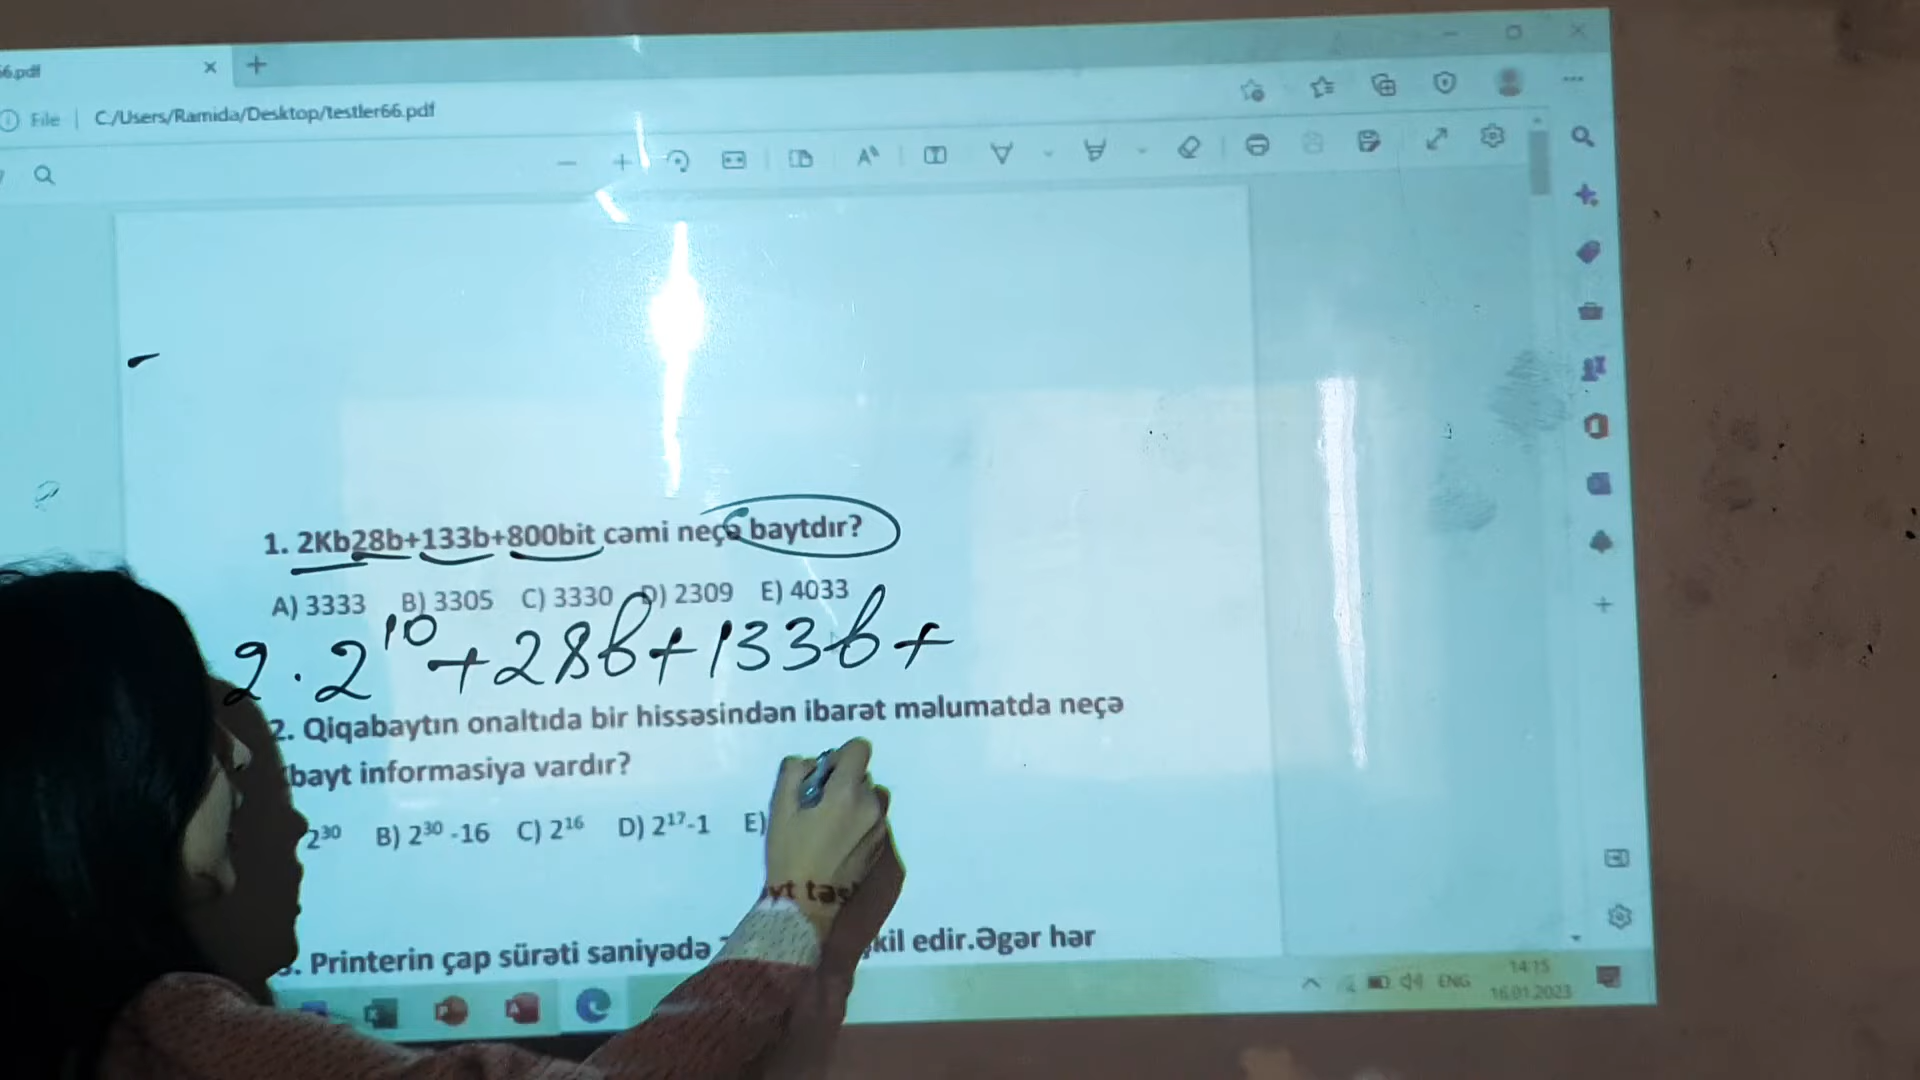 6.pdf
File | C:/Users/Ramida/Desktop/testler66.pdf
1. 2Kb28b+133b+800bit cəmi neçə baytdır?
A) 3333 B) 3305 C) 3330 D) 2309 E) 4033
2 · 2¹⁰ + 28b + 133b +
2. Qiqabaytın onaltıda bir hissəsindən ibarət məlumatda neçə
bayt informasiya vardır?
2³⁰ B) 2³⁰ -16 C) 2¹⁶ D) 2¹⁷-1 E)
. Printerin çap sürəti saniyədə kil edir.Əgər hər
ENG
14:15
16.01.2023